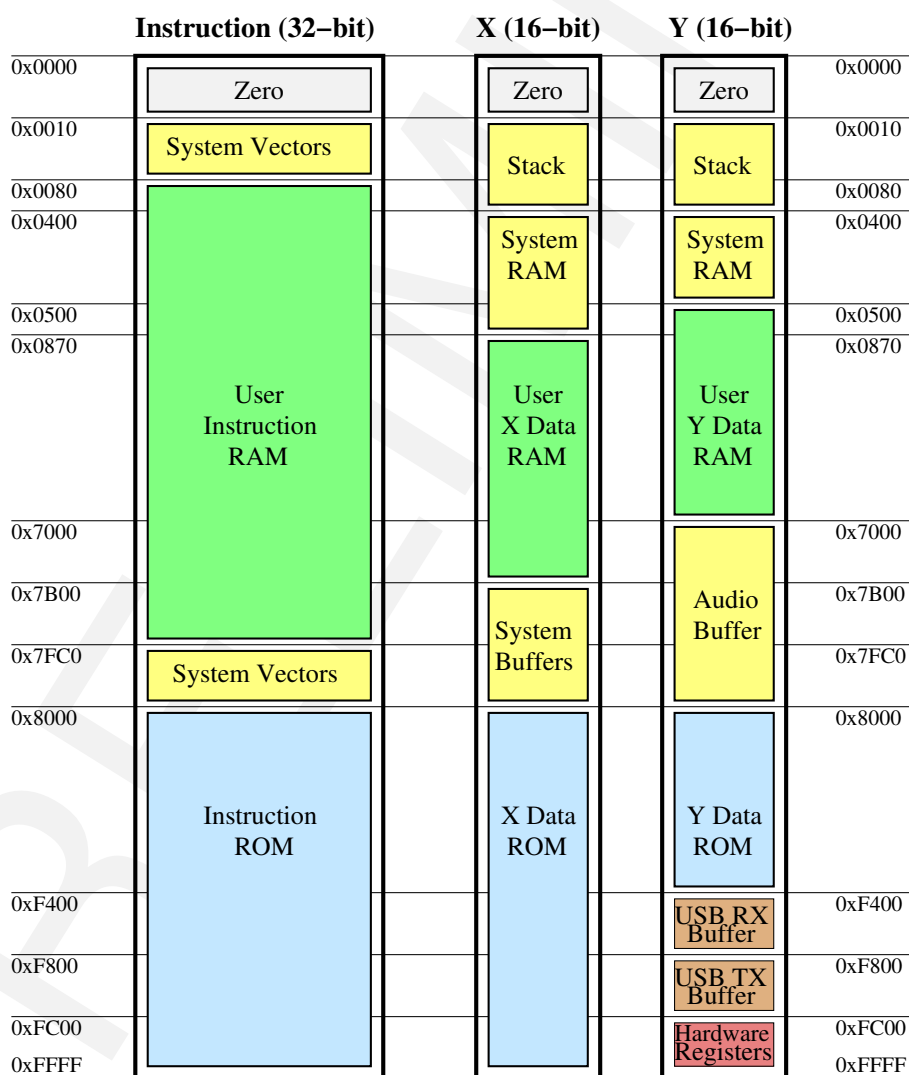 Instruction (32−bit) X (16−bit) Y (16−bit)
0x0000 0x0000
Zero Zero Zero
0x0010 0x0010
System Vectors
Stack Stack
0x0080 0x0080
0x0400 0x0400
System System
RAM RAM
0x0500 0x0500
0x0870 0x0870
User User User
Instruction X Data Y Data
RAM RAM RAM
0x7000 0x7000
0x7B00 0x7B00
Audio
Buffer
System
Buffers
0x7FC0 0x7FC0
System Vectors
0x8000 0x8000
Instruction X Data Y Data
ROM ROM ROM
0xF400 0xF400
USB RX
Buffer
0xF800 0xF800
USB TX
Buffer
0xFC00 0xFC00
Hardware
Registers
0xFFFF 0xFFFF